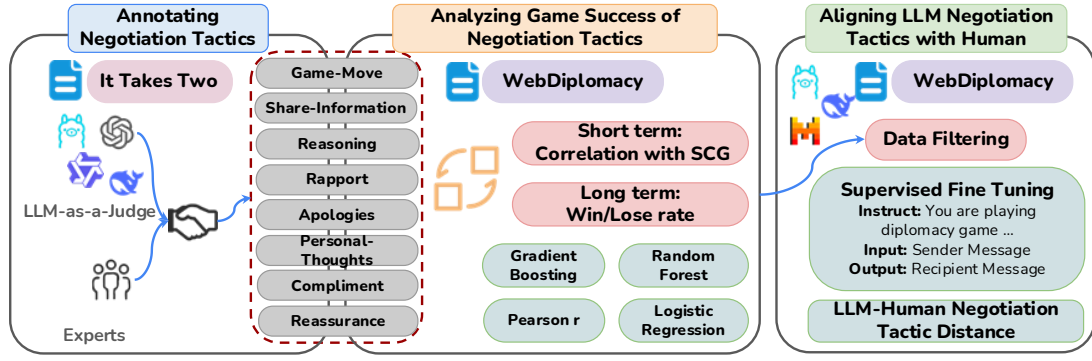 Annotating
Negotiation Tactics
It Takes Two
LLM-as-a-Judge
Experts
Game-Move
Share-Information
Reasoning
Rapport
Apologies
Personal-
Thoughts
Compliment
Reassurance
Analyzing Game Success of
Negotiation Tactics
WebDiplomacy
Short term:
Correlation with SCG
Long term:
Win/Lose rate
Gradient
Boosting
Random
Forest
Pearson r
Logistic
Regression
Aligning LLM Negotiation
Tactics with Human
WebDiplomacy
Data Filtering
Supervised Fine Tuning
Instruct: You are playing
diplomacy game ...
Input: Sender Message
Output: Recipient Message
LLM-Human Negotiation
Tactic Distance